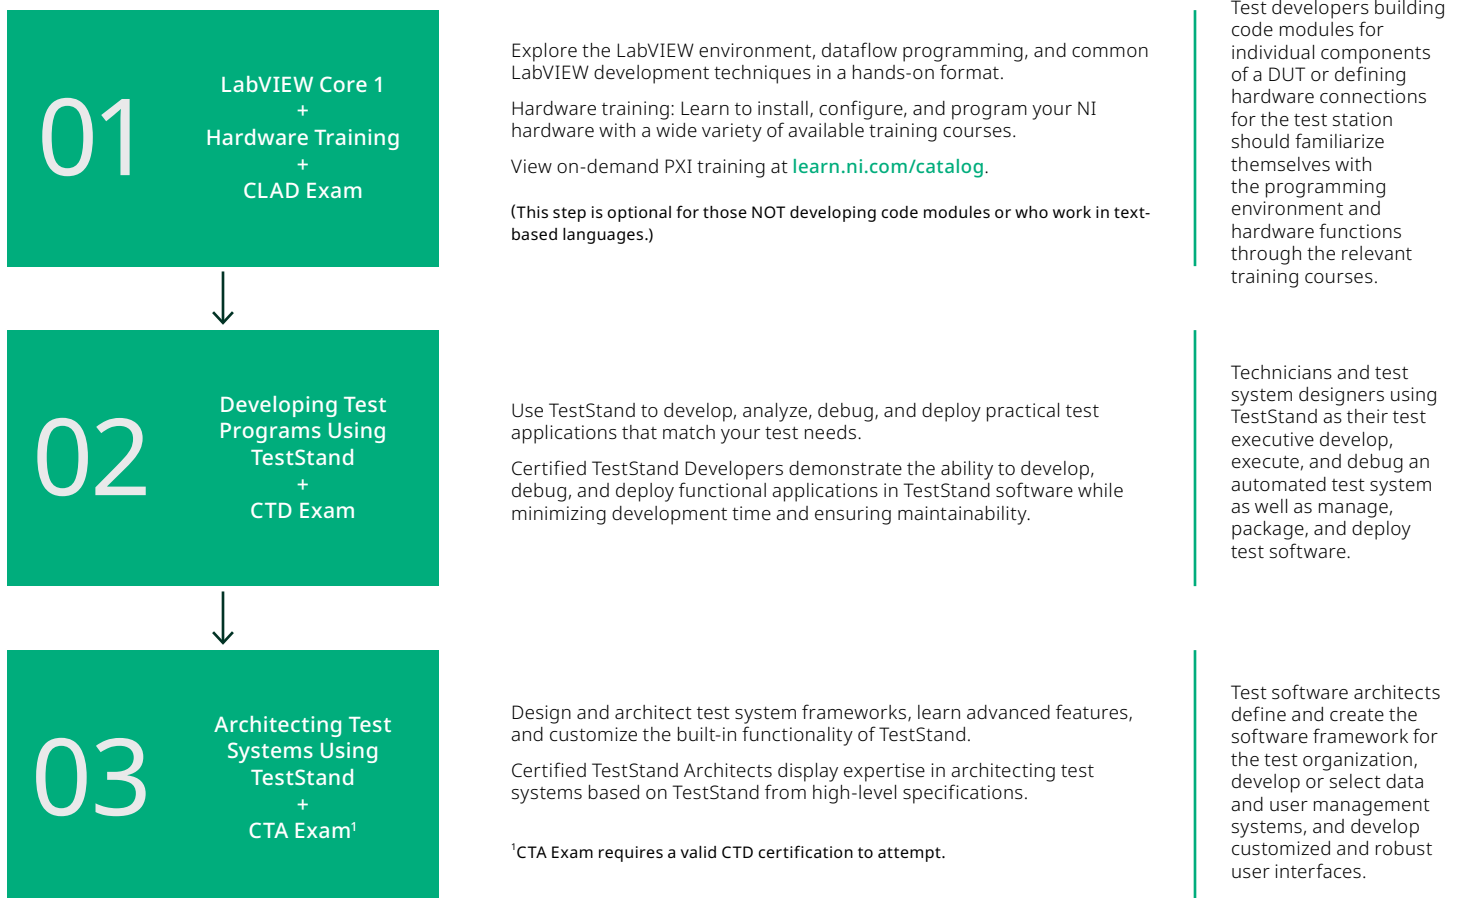 01
LabVIEW Core 1
+
Hardware Training
+
CLAD Exam
Explore the LabVIEW environment, dataflow programming, and common
LabVIEW development techniques in a hands-on format.
Hardware training: Learn to install, configure, and program your NI
hardware with a wide variety of available training courses.
View on-demand PXI training at learn.ni.com/catalog.
(This step is optional for those NOT developing code modules or who work in text-
based languages.)
Test developers building
code modules for
individual components
of a DUT or defining
hardware connections
for the test station
should familiarize
themselves with
the programming
environment and
hardware functions
through the relevant
training courses.
02
Developing Test
Programs Using
TestStand
+
CTD Exam
Use TestStand to develop, analyze, debug, and deploy practical test
applications that match your test needs.
Certified TestStand Developers demonstrate the ability to develop,
debug, and deploy functional applications in TestStand software while
minimizing development time and ensuring maintainability.
Technicians and test
system designers using
TestStand as their test
executive develop,
execute, and debug an
automated test system
as well as manage,
package, and deploy
test software.
03
Architecting Test
Systems Using
TestStand
+
CTA Exam¹
Design and architect test system frameworks, learn advanced features,
and customize the built-in functionality of TestStand.
Certified TestStand Architects display expertise in architecting test
systems based on TestStand from high-level specifications.
¹CTA Exam requires a valid CTD certification to attempt.
Test software architects
define and create the
software framework for
the test organization,
develop or select data
and user management
systems, and develop
customized and robust
user interfaces.